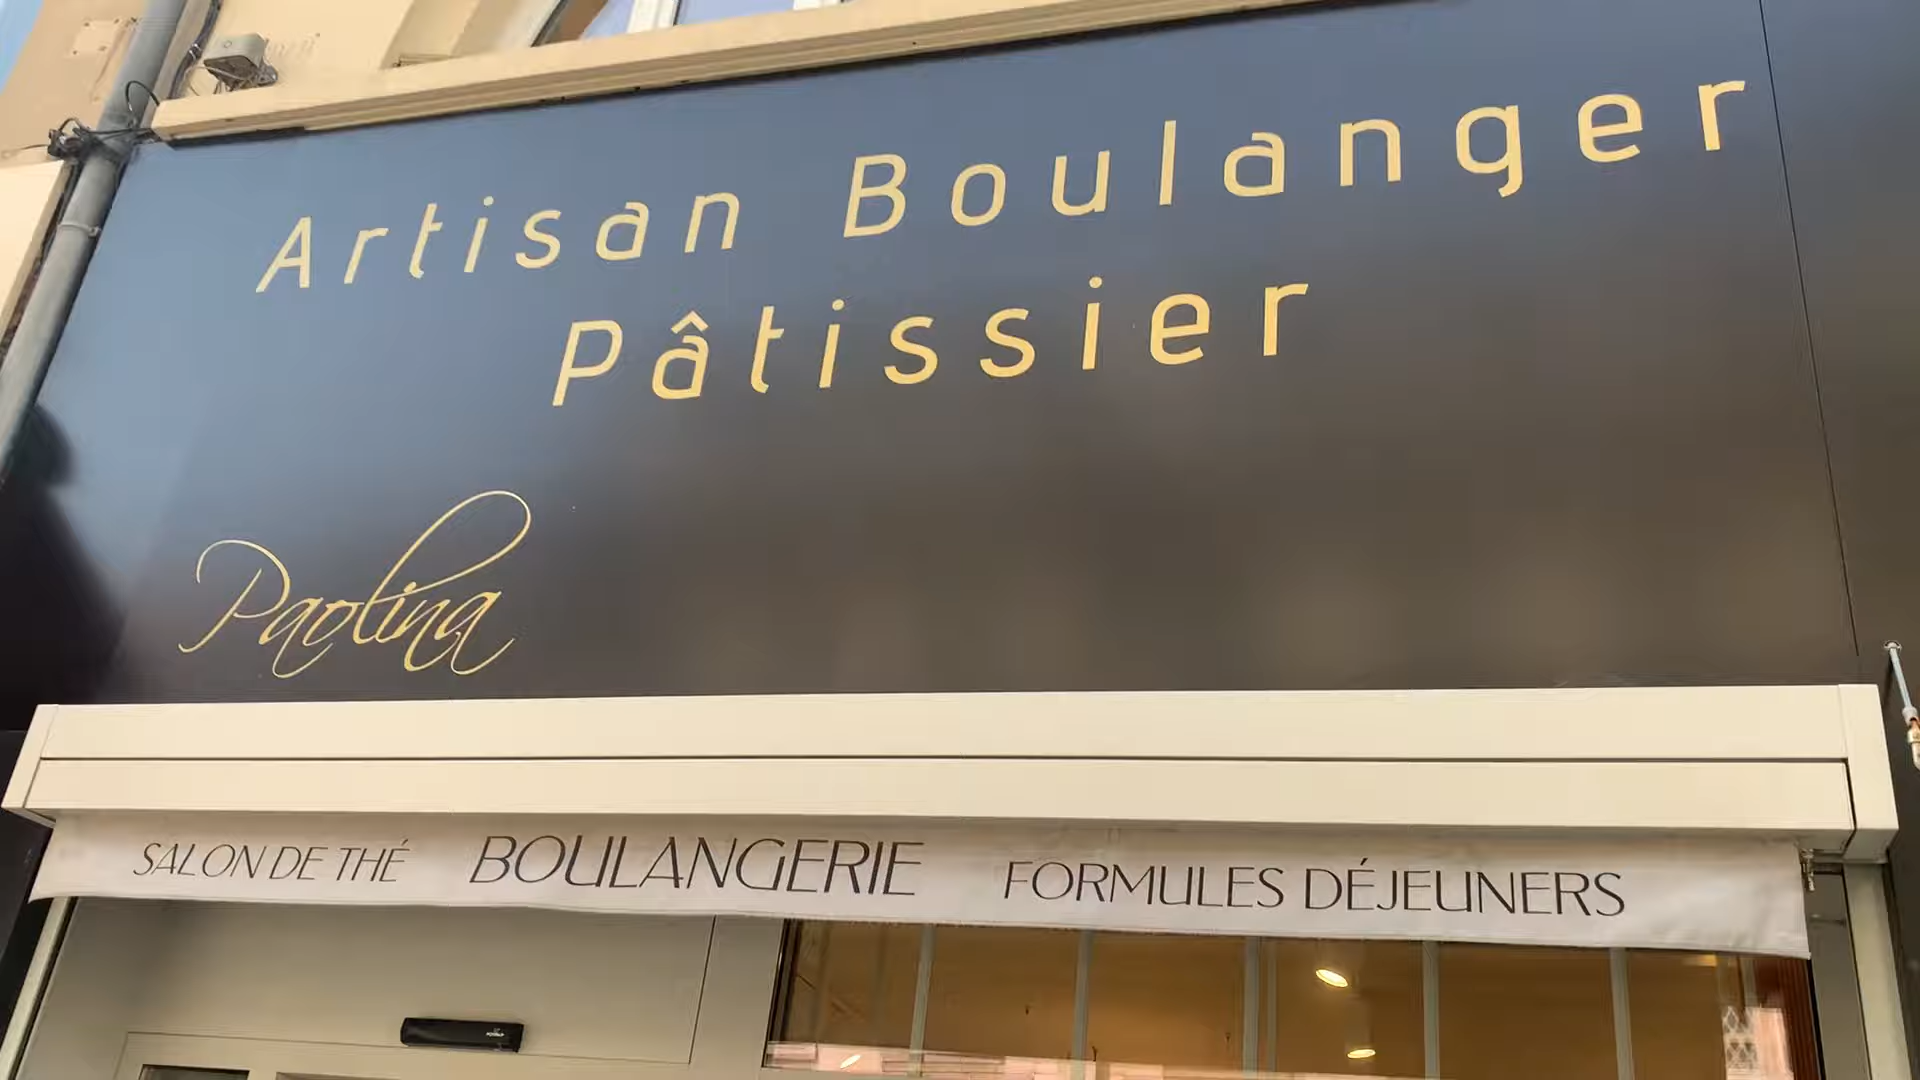 Artisan Boulanger
Pâtissier
Paolina
SALON DE THÉ BOULANGERIE FORMULES DÉJEUNERS